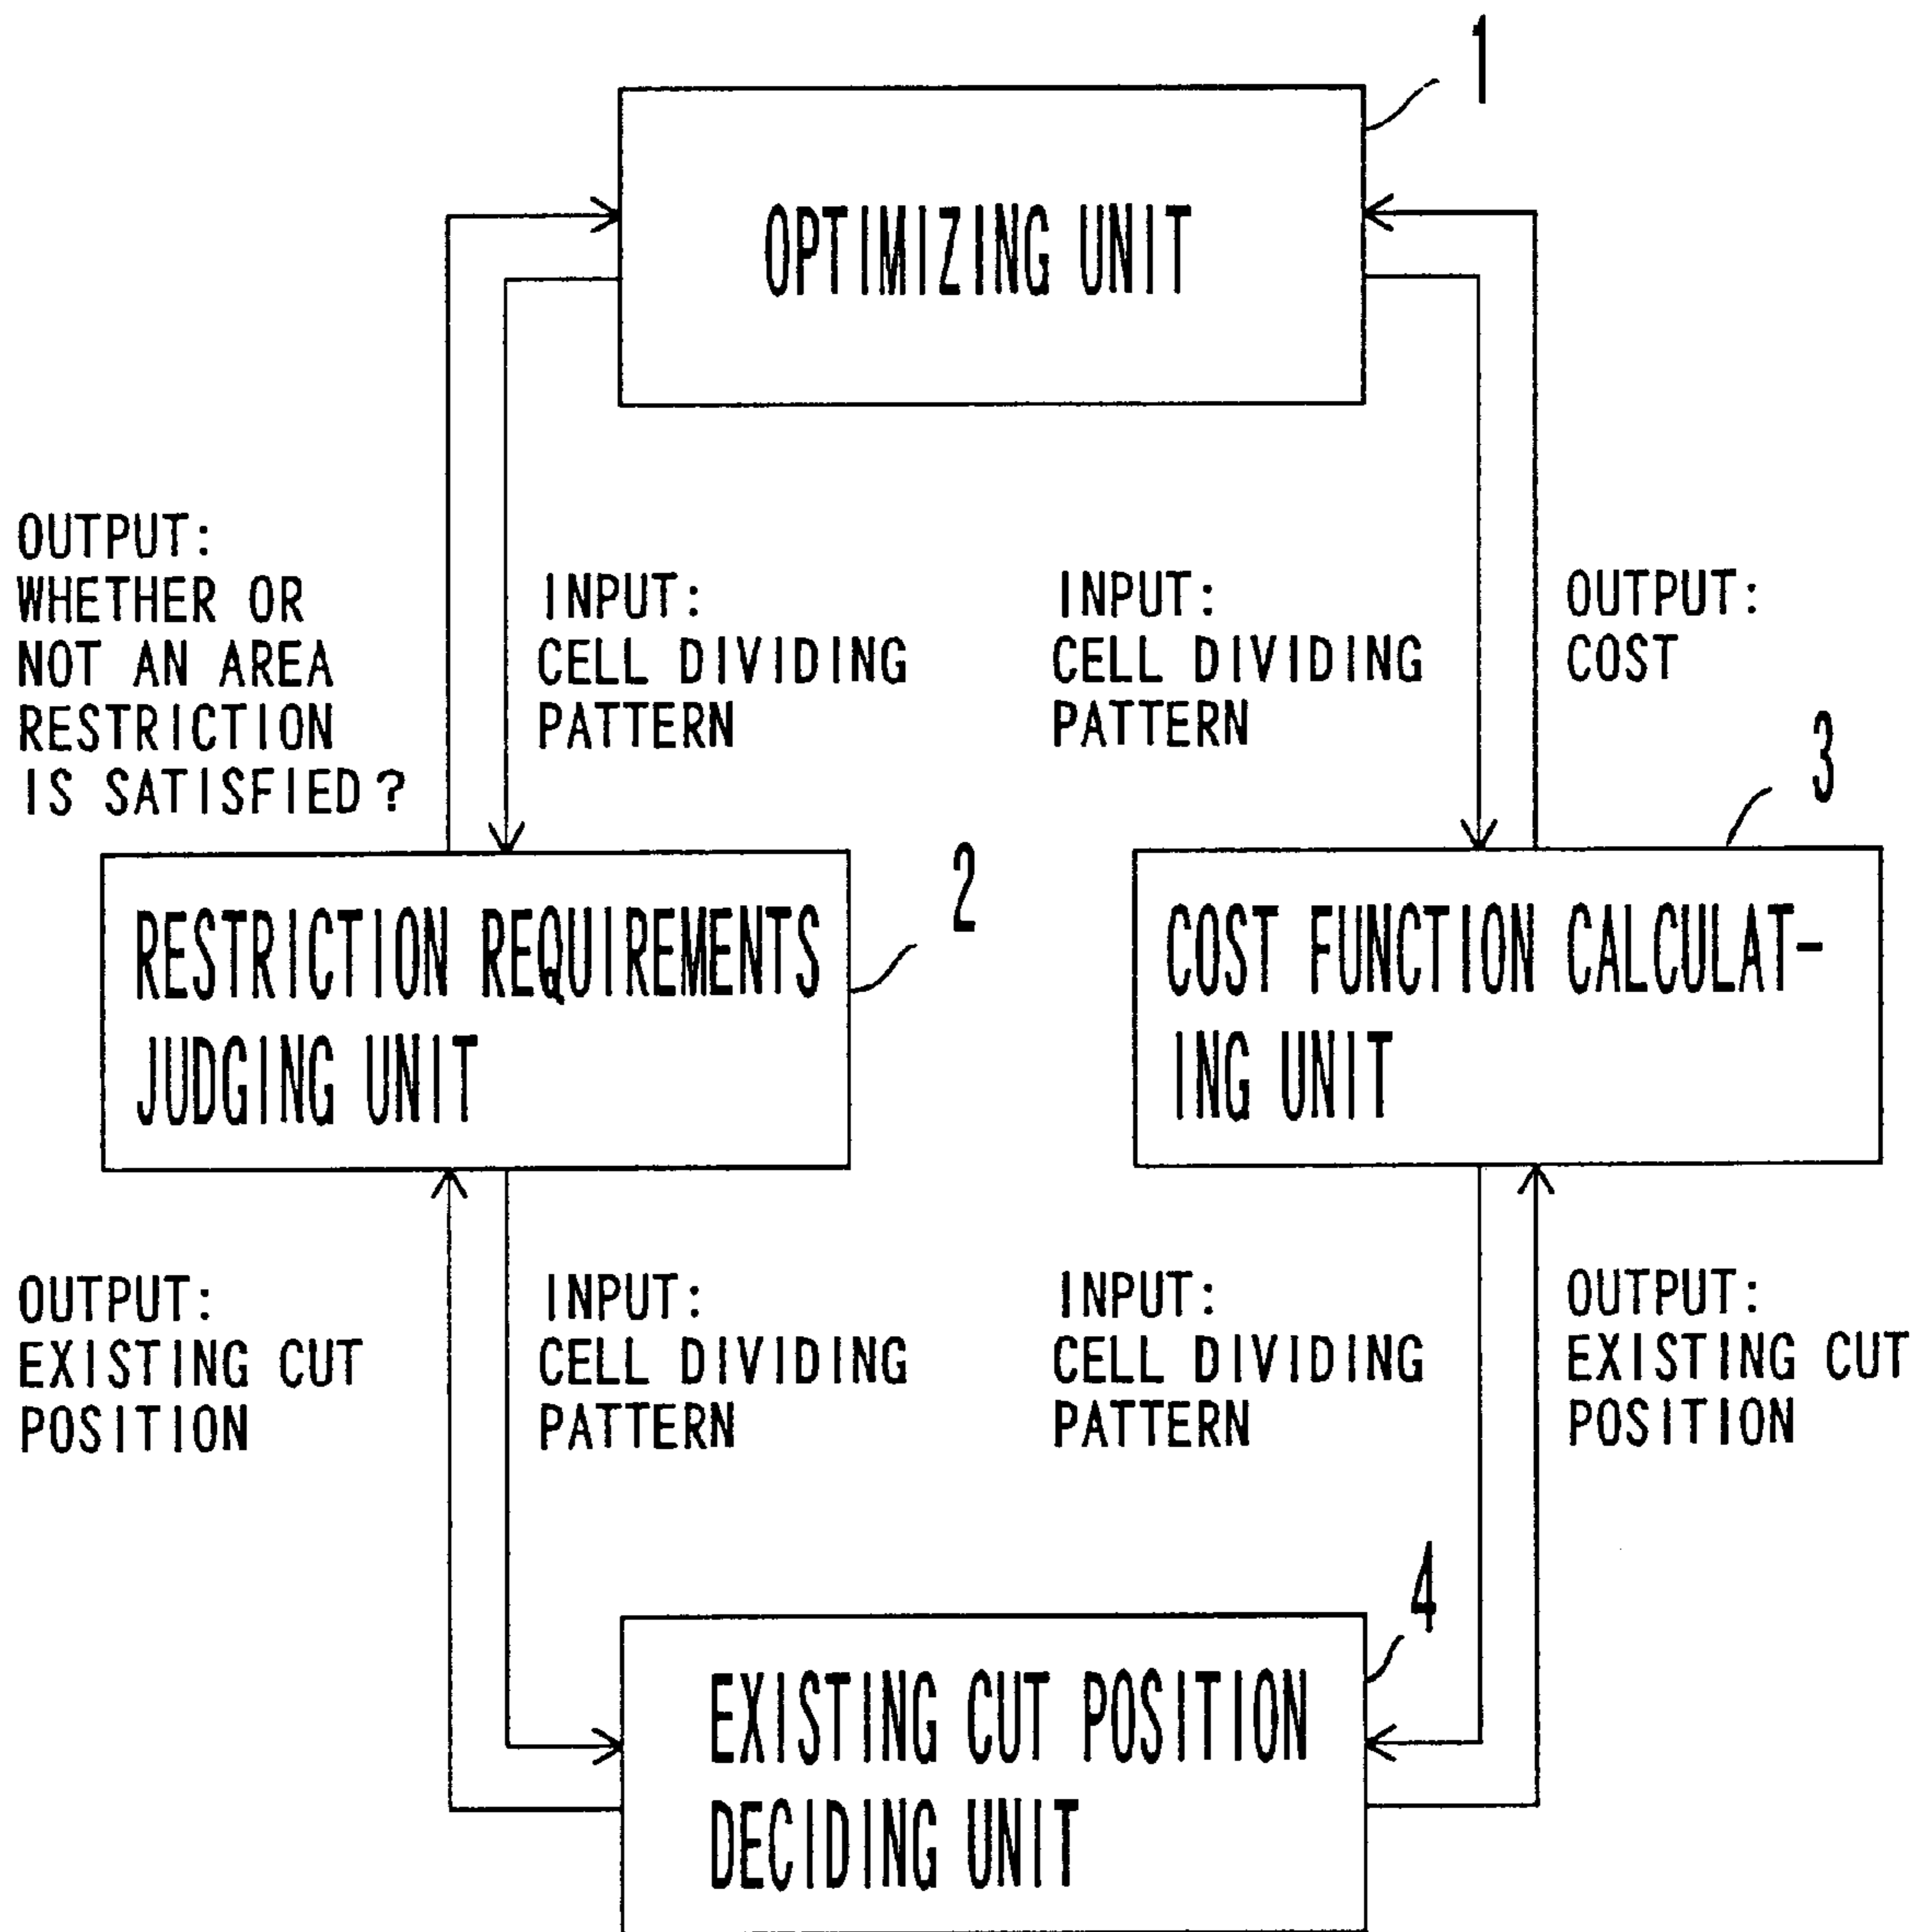 1
OPTIMIZING UNIT
OUTPUT:
WHETHER OR
NOT AN AREA
RESTRICTION
IS SATISFIED?
INPUT:
CELL DIVIDING
PATTERN
INPUT:
CELL DIVIDING
PATTERN
OUTPUT:
COST
2
RESTRICTION REQUIREMENTS
JUDGING UNIT
3
COST FUNCTION CALCULAT-
ING UNIT
OUTPUT:
EXISTING CUT
POSITION
INPUT:
CELL DIVIDING
PATTERN
INPUT:
CELL DIVIDING
PATTERN
OUTPUT:
EXISTING CUT
POSITION
4
EXISTING CUT POSITION
DECIDING UNIT